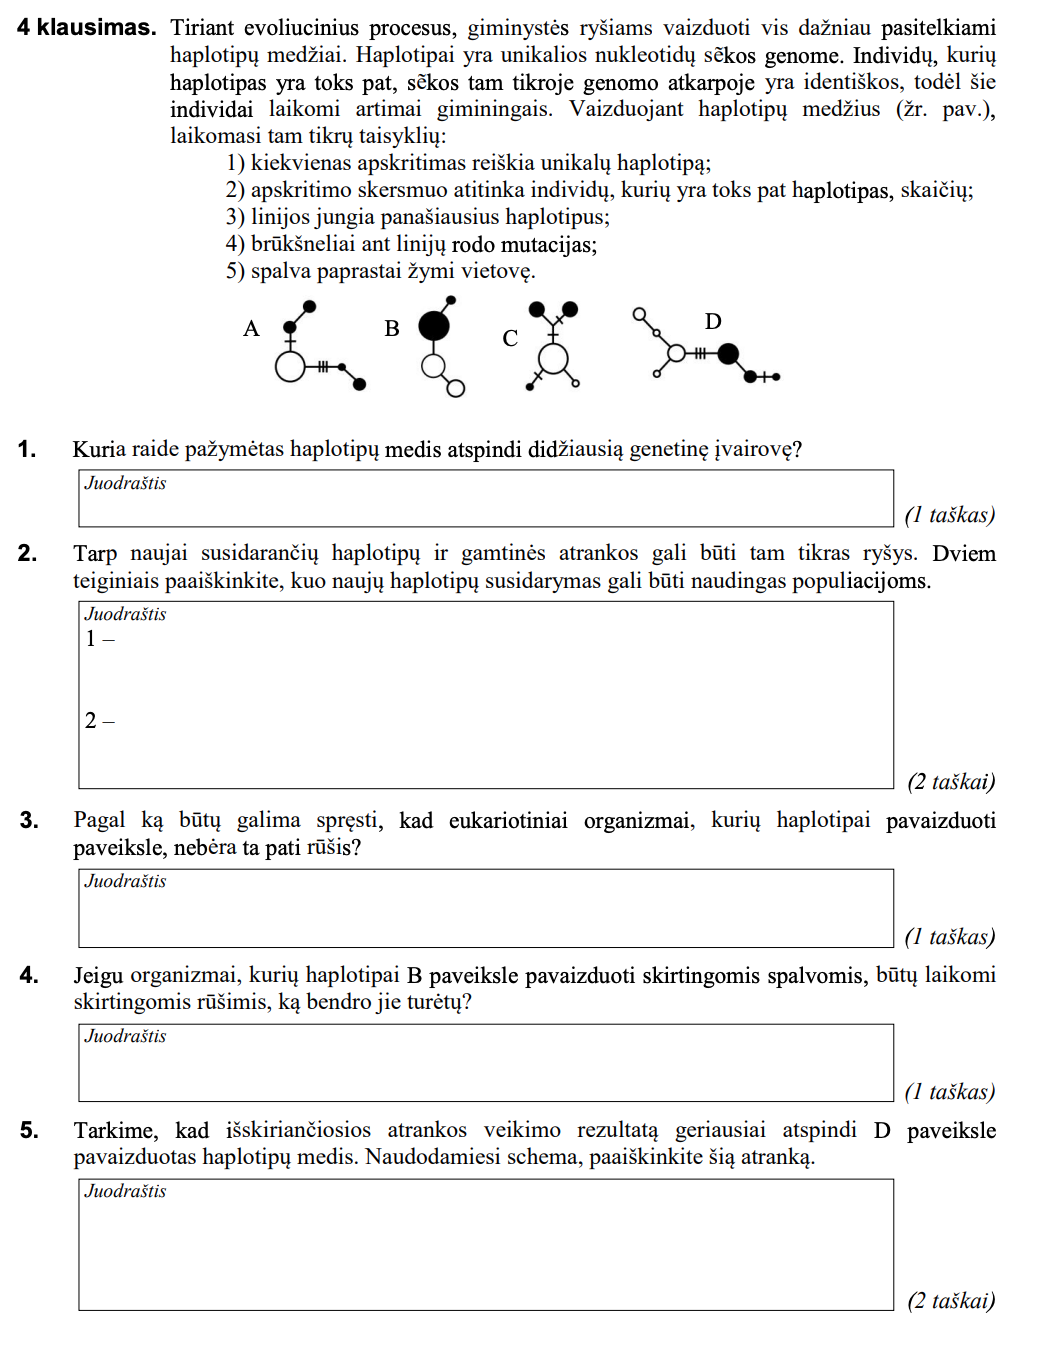 4 klausimas. Tiriant evoliucinius procesus, giminystės ryšiams vaizduoti vis dažniau pasitelkiami
haplotipų medžiai. Haplotipai yra unikalios nukleotidų sẽkos genome. Individų, kurių
haplotipas yra toks pat, sẽkos tam tikroje genomo atkarpoje yra identiškos, todėl šie
individai laikomi artimai giminingais. Vaizduojant haplotipų medžius (žr. pav.),
laikomasi tam tikrų taisyklių:
1) kiekvienas apskritimas reiškia unikalų haplotipą;
2) apskritimo skersmuo atitinka individų, kurių yra toks pat haplotipas, skaičių;
3) linijos jungia panašiausius haplotipus;
4) brūkšneliai ant linijų rodo mutacijas;
5) spalva paprastai žymi vietovę.
A B C D
1. Kuria raide pažymėtas haplotipų medis atspindi didžiausią genetinę įvairovę?
Juodraštis
(1 taškas)
2. Tarp naujai susidarančių haplotipų ir gamtinės atrankos gali būti tam tikras ryšys. Dviem
teiginiais paaiškinkite, kuo naujų haplotipų susidarymas gali būti naudingas populiacijoms.
Juodraštis
1 –
2 –
(2 taškai)
3. Pagal ką būtų galima spręsti, kad eukariotiniai organizmai, kurių haplotipai pavaizduoti
paveiksle, nebėra ta pati rūšis?
Juodraštis
(1 taškas)
4. Jeigu organizmai, kurių haplotipai B paveiksle pavaizduoti skirtingomis spalvomis, būtų laikomi
skirtingomis rūšimis, ką bendro jie turėtų?
Juodraštis
(1 taškas)
5. Tarkime, kad išskiriančiosios atrankos veikimo rezultatą geriausiai atspindi D paveiksle
pavaizduotas haplotipų medis. Naudodamiesi schema, paaiškinkite šią atranką.
Juodraštis
(2 taškai)